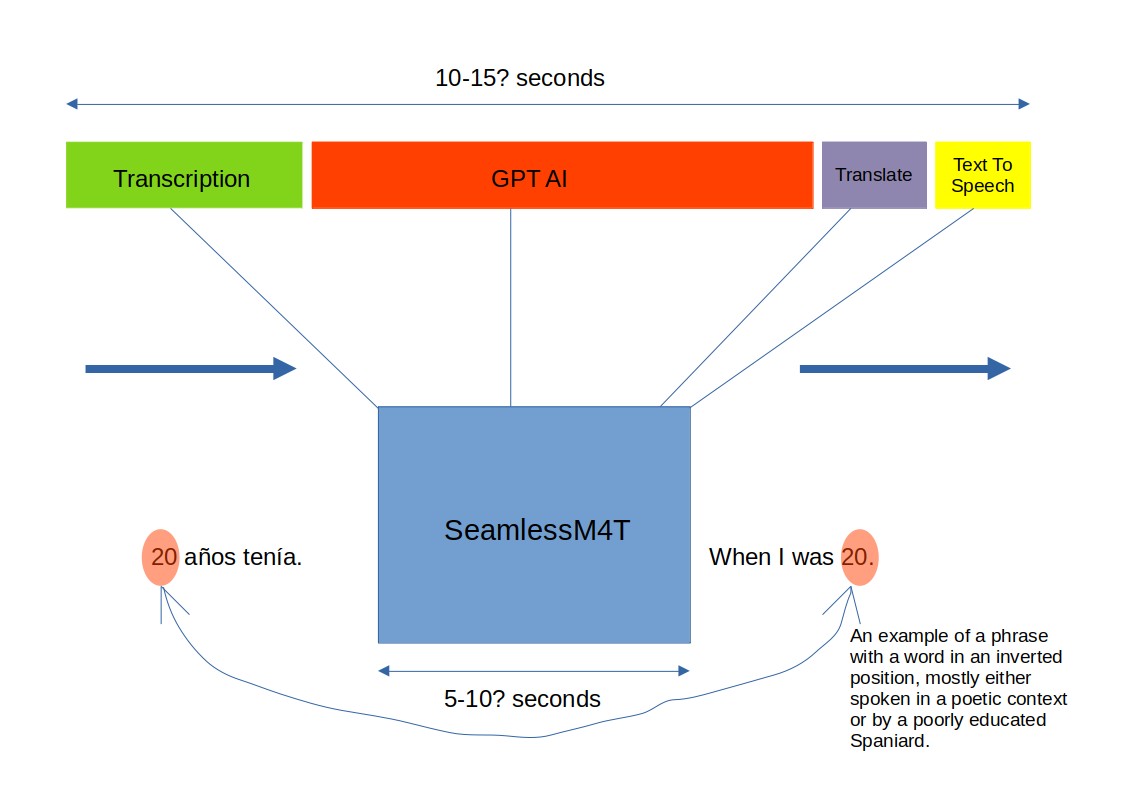 10-15? seconds
Transcription
GPT AI
Translate
Text To
Speech
SeamlessM4T
20 años tenía.
When I was 20.
5-10? seconds
An example of a phrase
with a word in an inverted
position, mostly either
spoken in a poetic context
or by a poorly educated
Spaniard.